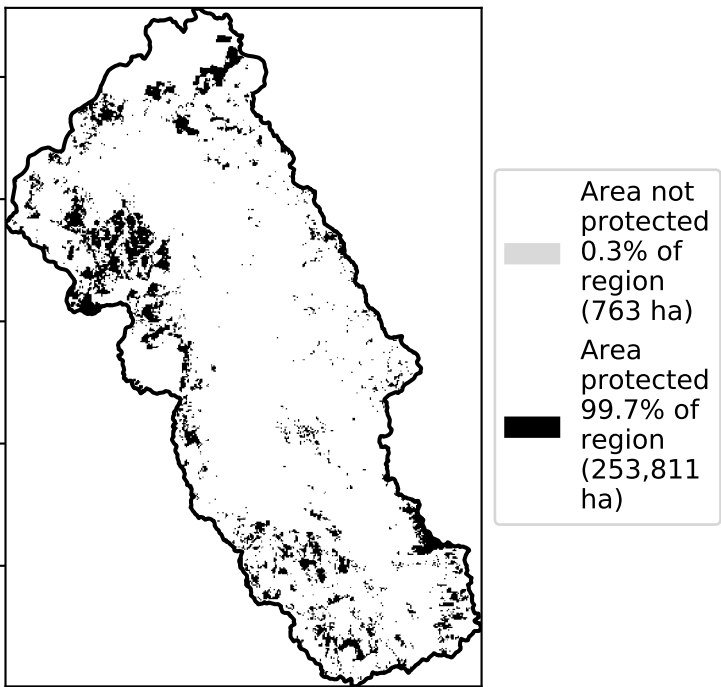 Area not
protected
0.3% of
region
(763 ha)
Area
protected
99.7% of
region
(253,811
ha)